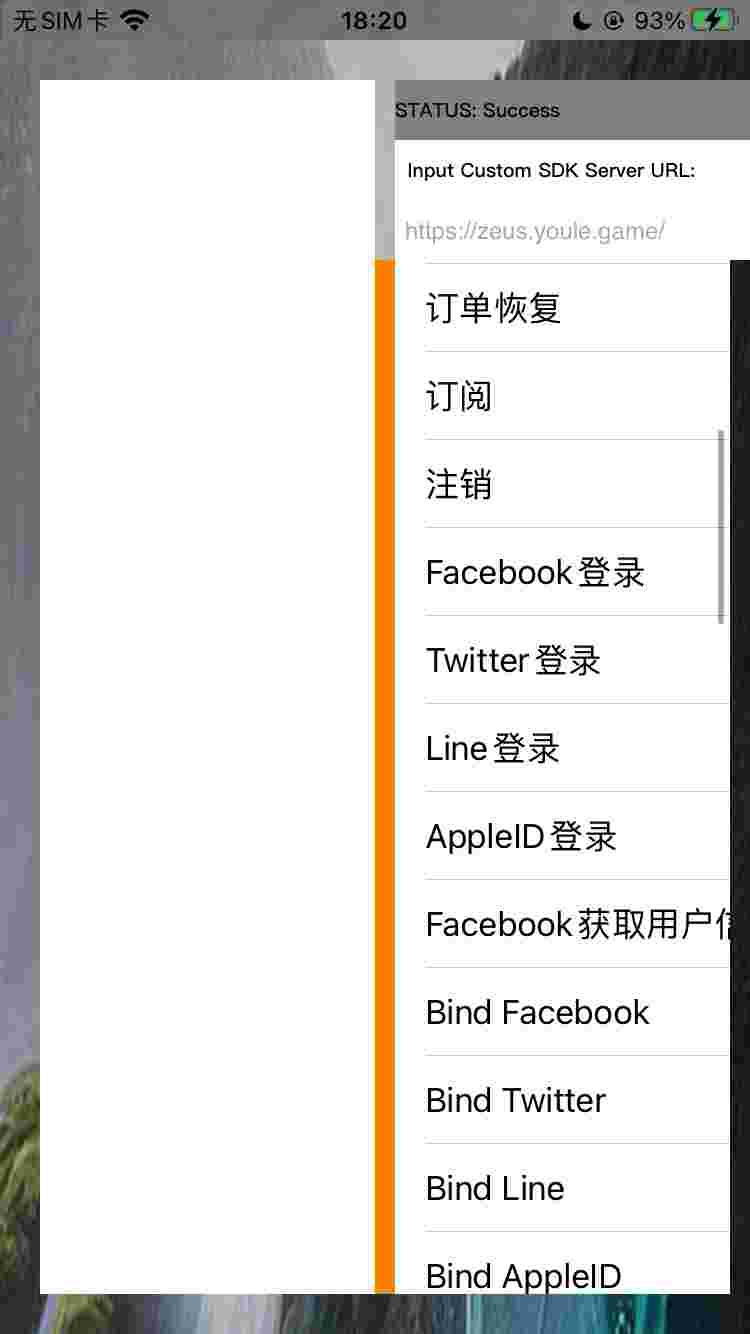 无SIM卡 18:20 93%
STATUS: Success
Input Custom SDK Server URL:
https://zeus.youle.game/
订单恢复
订阅
注销
Facebook登录
Twitter登录
Line登录
AppleID登录
Facebook获取用户信
Bind Facebook
Bind Twitter
Bind Line
Bind AppleID